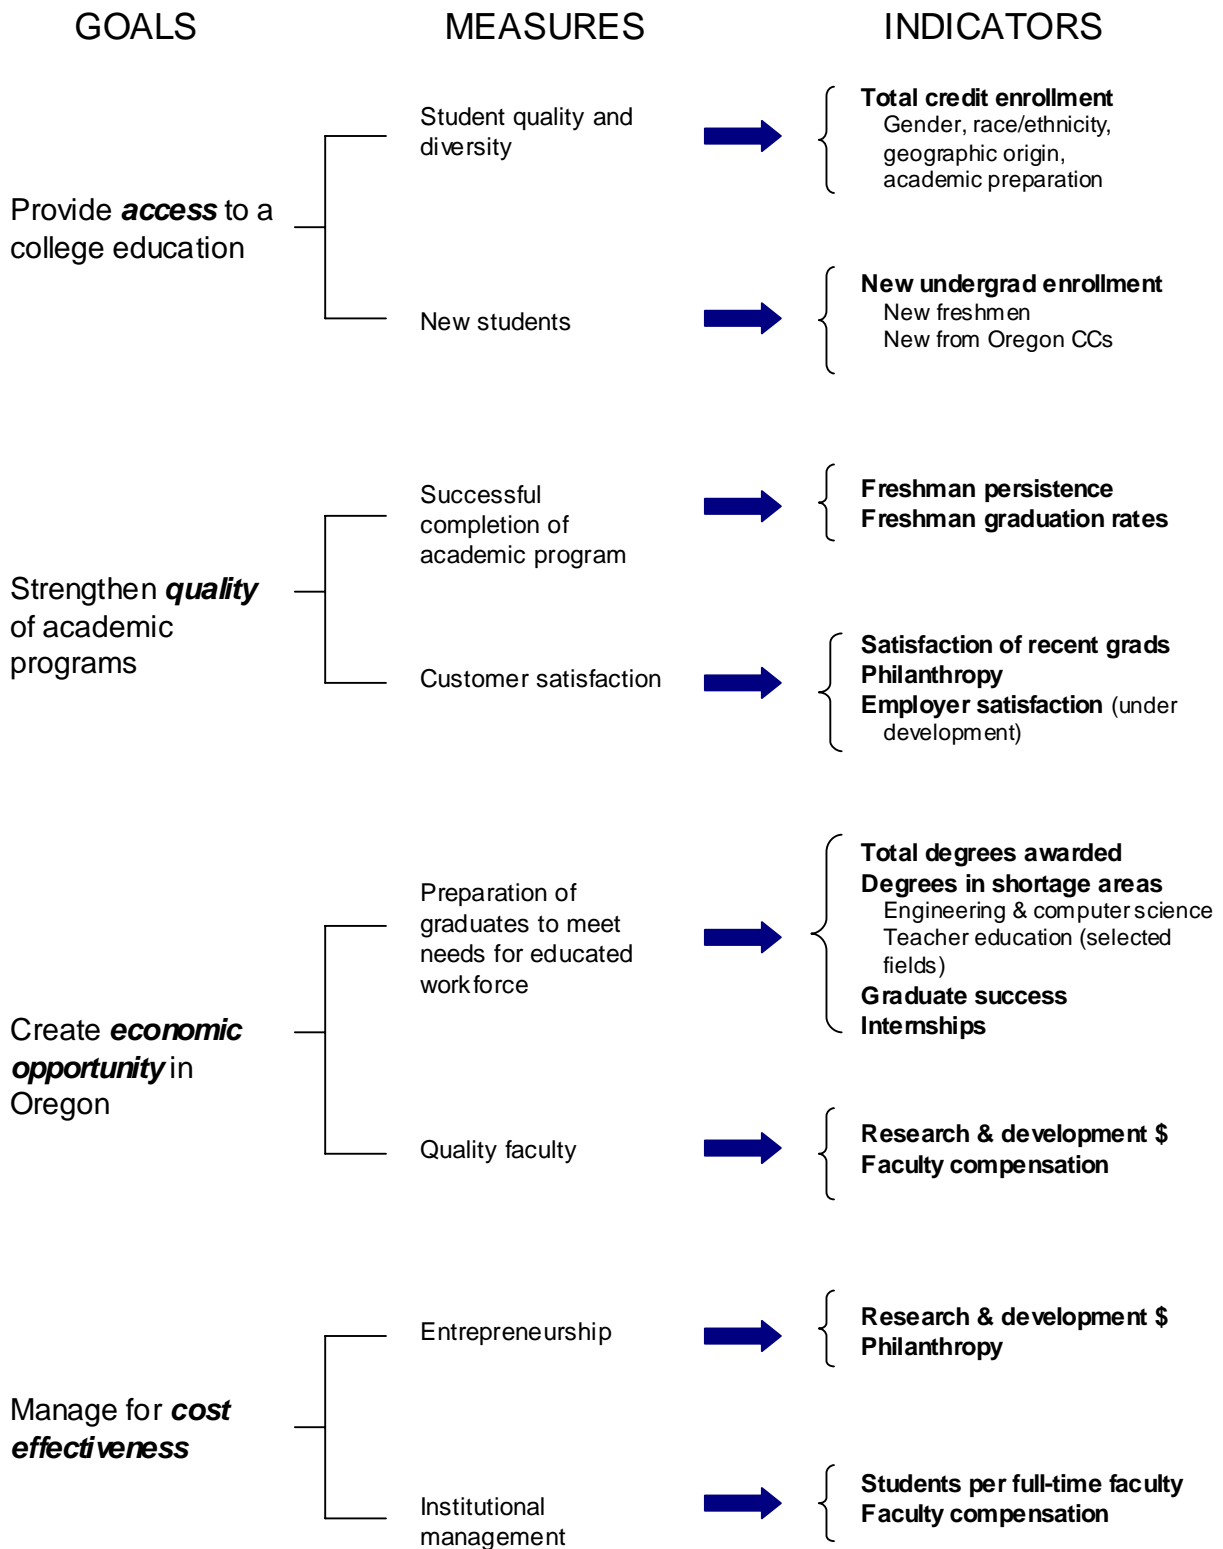 GOALS
MEASURES
INDICATORS
Provide access to a
college education
Student quality and
diversity
Total credit enrollment
Gender, race/ethnicity,
geographic origin,
academic preparation
New students
New undergrad enrollment
New freshmen
New from Oregon CCs
Strengthen quality
of academic
programs
Successful
completion of
academic program
Freshman persistence
Freshman graduation rates
Customer satisfaction
Satisfaction of recent grads
Philanthropy
Employer satisfaction (under
development)
Create economic
opportunity in
Oregon
Preparation of
graduates to meet
needs for educated
workforce
Total degrees awarded
Degrees in shortage areas
Engineering & computer science
Teacher education (selected
fields)
Graduate success
Internships
Quality faculty
Research & development $
Faculty compensation
Manage for cost
effectiveness
Entrepreneurship
Research & development $
Philanthropy
Institutional
management
Students per full-time faculty
Faculty compensation